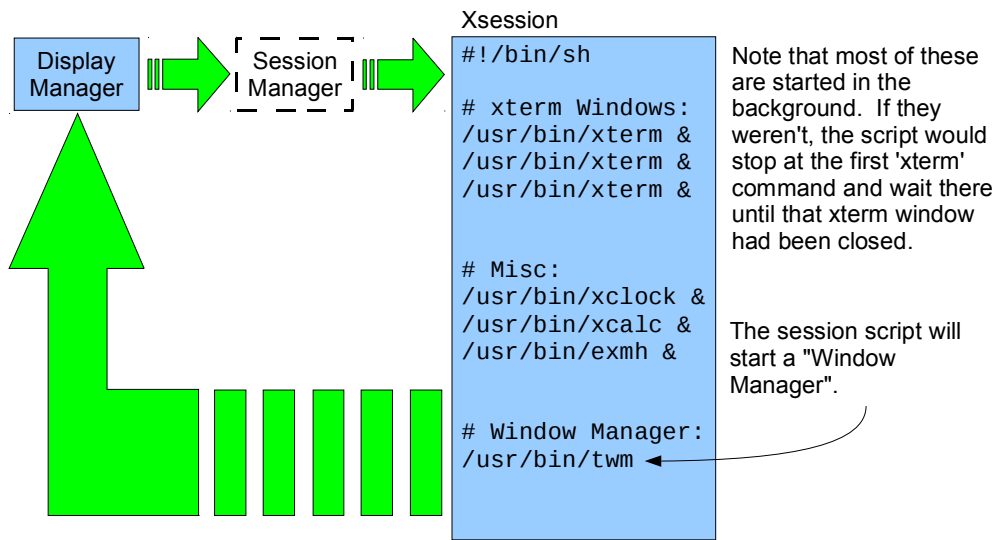 Xsession
Display
Manager
Session
Manager
#!/bin/sh
# xterm Windows:
/usr/bin/xterm &
/usr/bin/xterm &
/usr/bin/xterm &
# Misc:
/usr/bin/xclock &
/usr/bin/xcalc &
/usr/bin/exmh &
# Window Manager:
/usr/bin/twm
Note that most of these
are started in the
background.  If they
weren't, the script would
stop at the first 'xterm'
command and wait there
until that xterm window
had been closed.
The session script will
start a "Window
Manager".